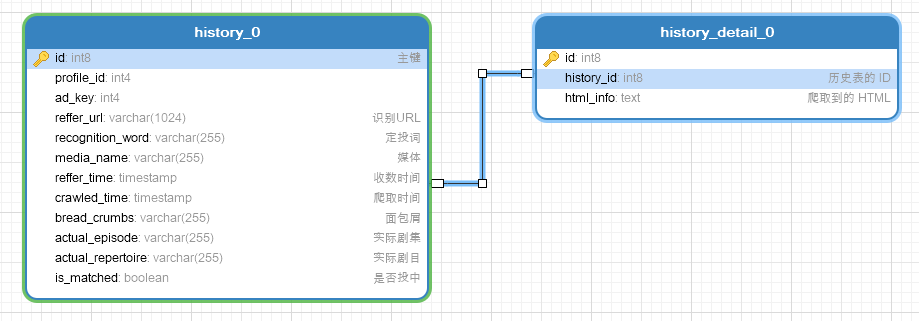 history_0
id: int8 主键
profile_id: int4
ad_key: int4
reffer_url: varchar(1024) 识别URL
recognition_word: varchar(255) 定投词
media_name: varchar(255) 媒体
reffer_time: timestamp 收数时间
crawled_time: timestamp 爬取时间
bread_crumbs: varchar(255) 面包屑
actual_episode: varchar(255) 实际剧集
actual_repertoire: varchar(255) 实际剧目
is_matched: boolean 是否投中
history_detail_0
id: int8
history_id: int8 历史表的 ID
html_info: text 爬取到的 HTML